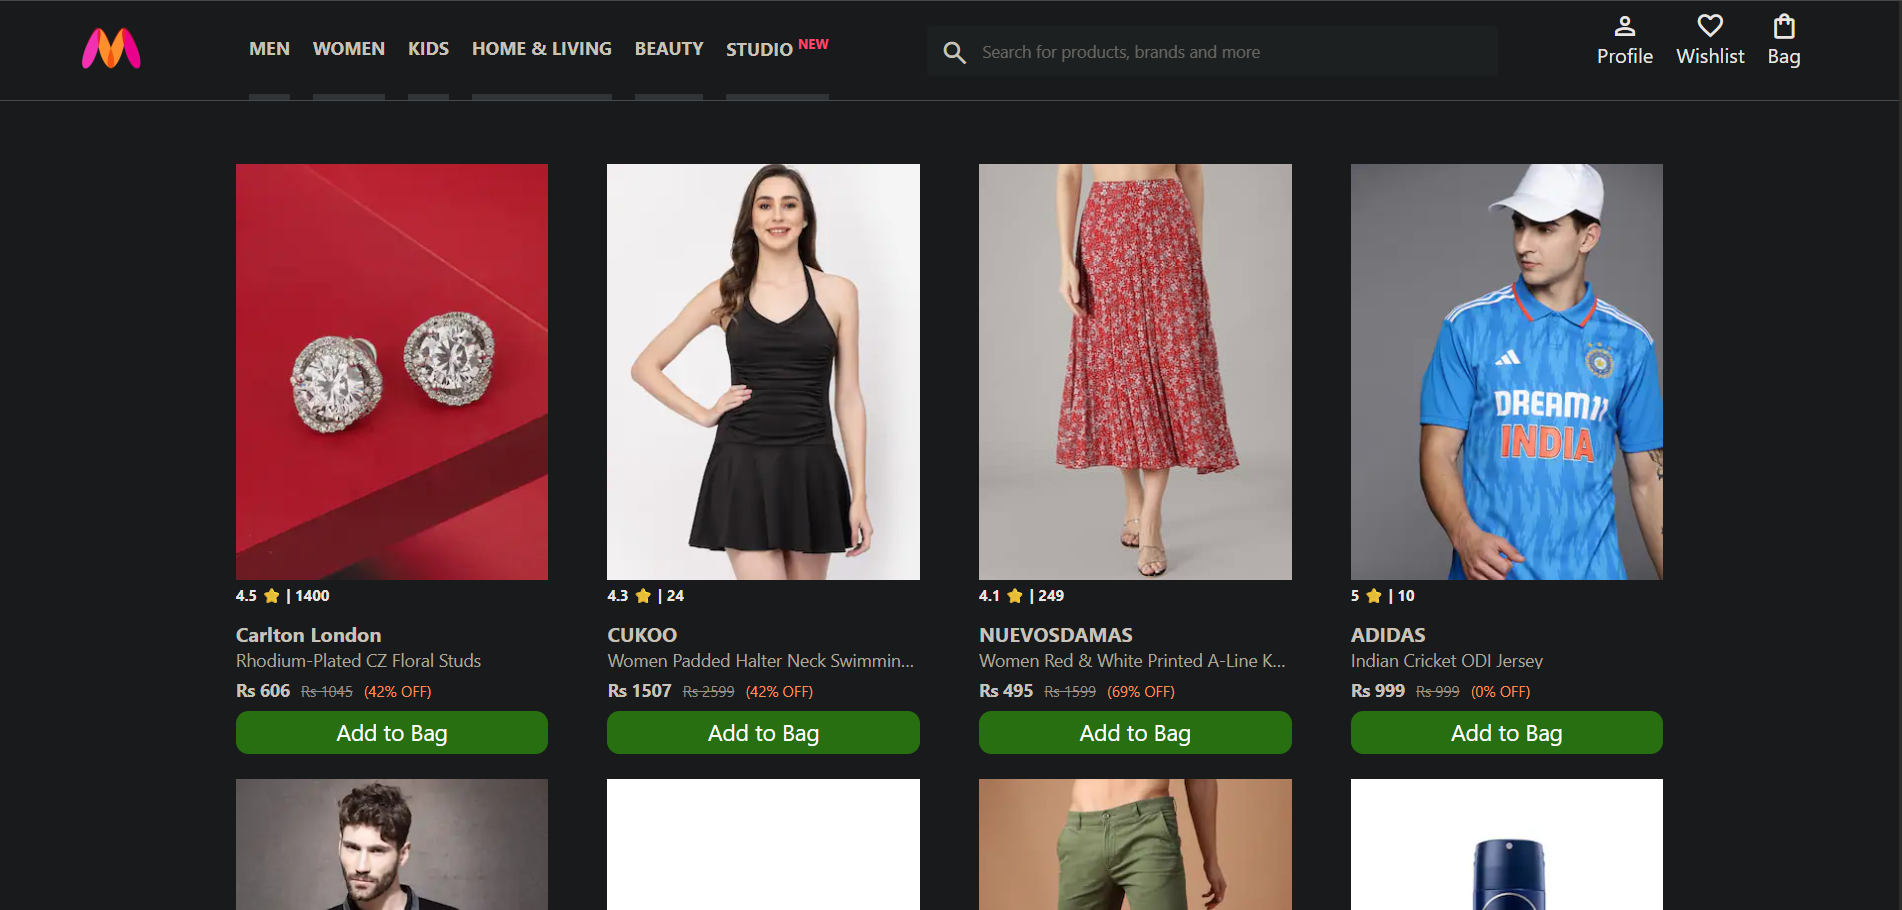 MEN WOMEN KIDS HOME & LIVING BEAUTY STUDIO NEW
Search for products, brands and more
Profile Wishlist Bag
DREAM11
INDIA
4.5 | 1400
Carlton London
Rhodium-Plated CZ Floral Studs
Rs 606 Rs 1045 (42% OFF)
Add to Bag
4.3 | 24
CUKOO
Women Padded Halter Neck Swimmin...
Rs 1507 Rs 2599 (42% OFF)
Add to Bag
4.1 | 249
NUEVOSDAMAS
Women Red & White Printed A-Line K...
Rs 495 Rs 1599 (69% OFF)
Add to Bag
5 | 10
ADIDAS
Indian Cricket ODI Jersey
Rs 999 Rs 999 (0% OFF)
Add to Bag